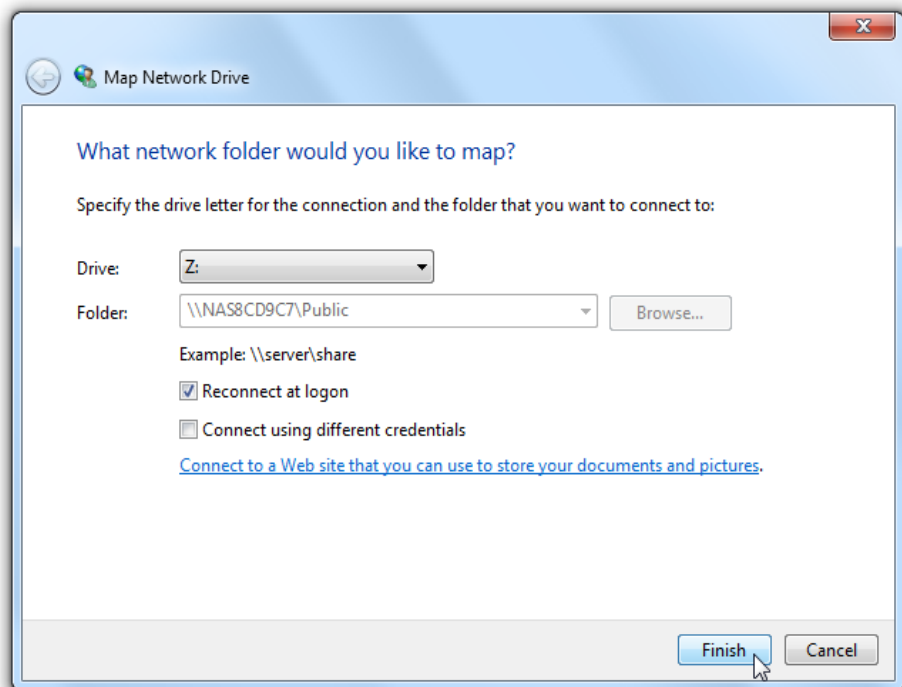 Map Network Drive
What network folder would you like to map?
Specify the drive letter for the connection and the folder that you want to connect to:
Drive: Z:
Folder: \\NAS8CD9C7\Public Browse...
Example: \\server\share
Reconnect at logon
Connect using different credentials
Connect to a Web site that you can use to store your documents and pictures.
Finish Cancel